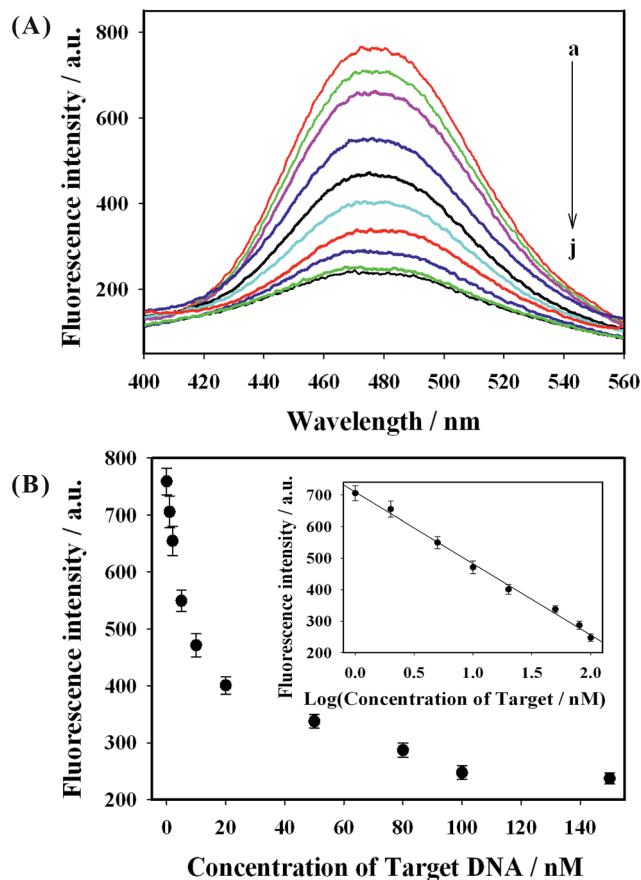 (A)
800
600
400
200
Fluorescence intensity / a.u.
a
j
400 420 440 460 480 500 520 540 560
Wavelength / nm
(B)
800
700
600
500
400
300
200
Fluorescence intensity / a.u.
700
600
500
400
300
200
Fluorescence intensity / a.u.
0.0 0.5 1.0 1.5 2.0
Log(Concentration of Target / nM)
0 20 40 60 80 100 120 140
Concentration of Target DNA / nM